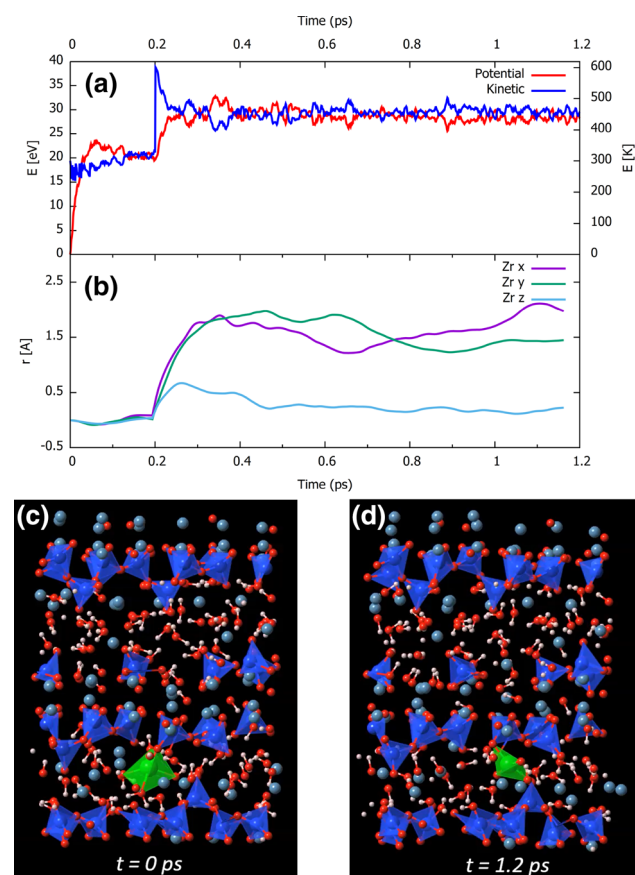 Time (ps)
0 0.2 0.4 0.6 0.8 1 1.2
(a)
Potential
Kinetic
40
35
30
25
20
15
10
5
0
E [eV]
600
500
400
300
200
100
0
E [K]
(b)
Zr x
Zr y
Zr z
2.5
1.5
0.5
-0.5
r [A]
0 0.2 0.4 0.6 0.8 1 1.2
Time (ps)
(c)
(d)
t = 0 ps
t = 1.2 ps